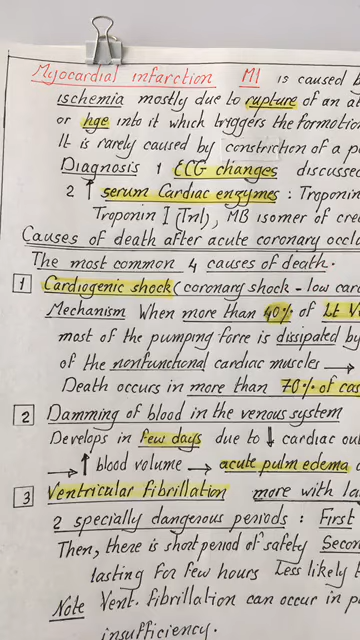 Myocardial infarction MI is caused b
ischemia mostly due to rupture of an at
or hge into it which triggers the formatio
It is rarely caused by constriction of a p
Diagnosis 1 ECG changes discussed
2 ↑ serum Cardiac enzymes : Troponin
Troponin I (TnI), MB isomer of cre
Causes of death after acute coronary occlu
The most common 4 causes of death.
1 Cardiogenic shock (coronary shock - low car
Mechanism When more than 40% of Lt V
most of the pumping force is dissipated by
of the nonfunctional cardiac muscles →
Death occurs in more than 70% of cas
2 Damming of blood in the venous system
Develops in few days due to ↓ cardiac ou
→ ↑ blood volume → acute pulm edema
3 Ventricular fibrillation more with la
2 specially dangerous periods : First
Then, there is short period of safety Secon
lasting for few hours Less likely t
Note Vent. fibrillation can occur in p
insufficiency.